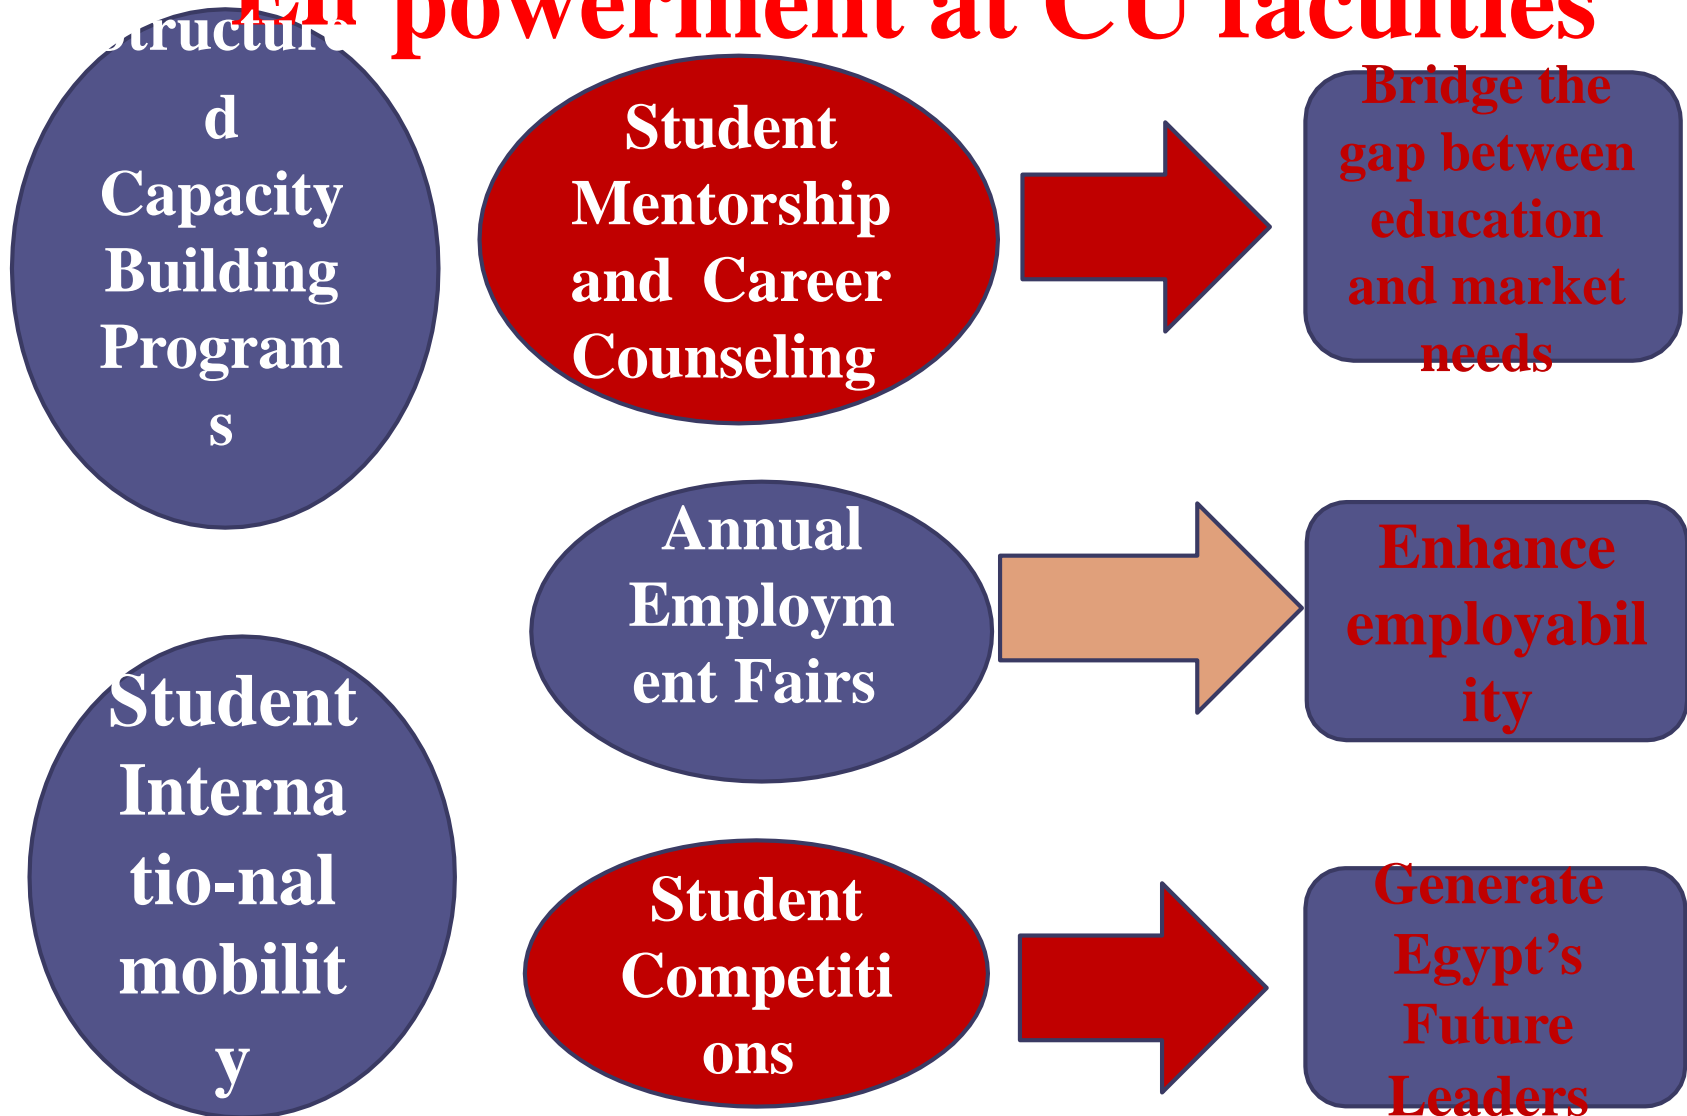 powerment at CU faculties
Structure
d
Capacity
Building
Program
s
Student
Mentorship
and Career
Counseling
Bridge the
gap between
education
and market
needs
Annual
Employm
ent Fairs
Enhance
employabil
ity
Student
Interna
tio-nal
mobilit
y
Student
Competiti
ons
Generate
Egypt’s
Future
Leaders